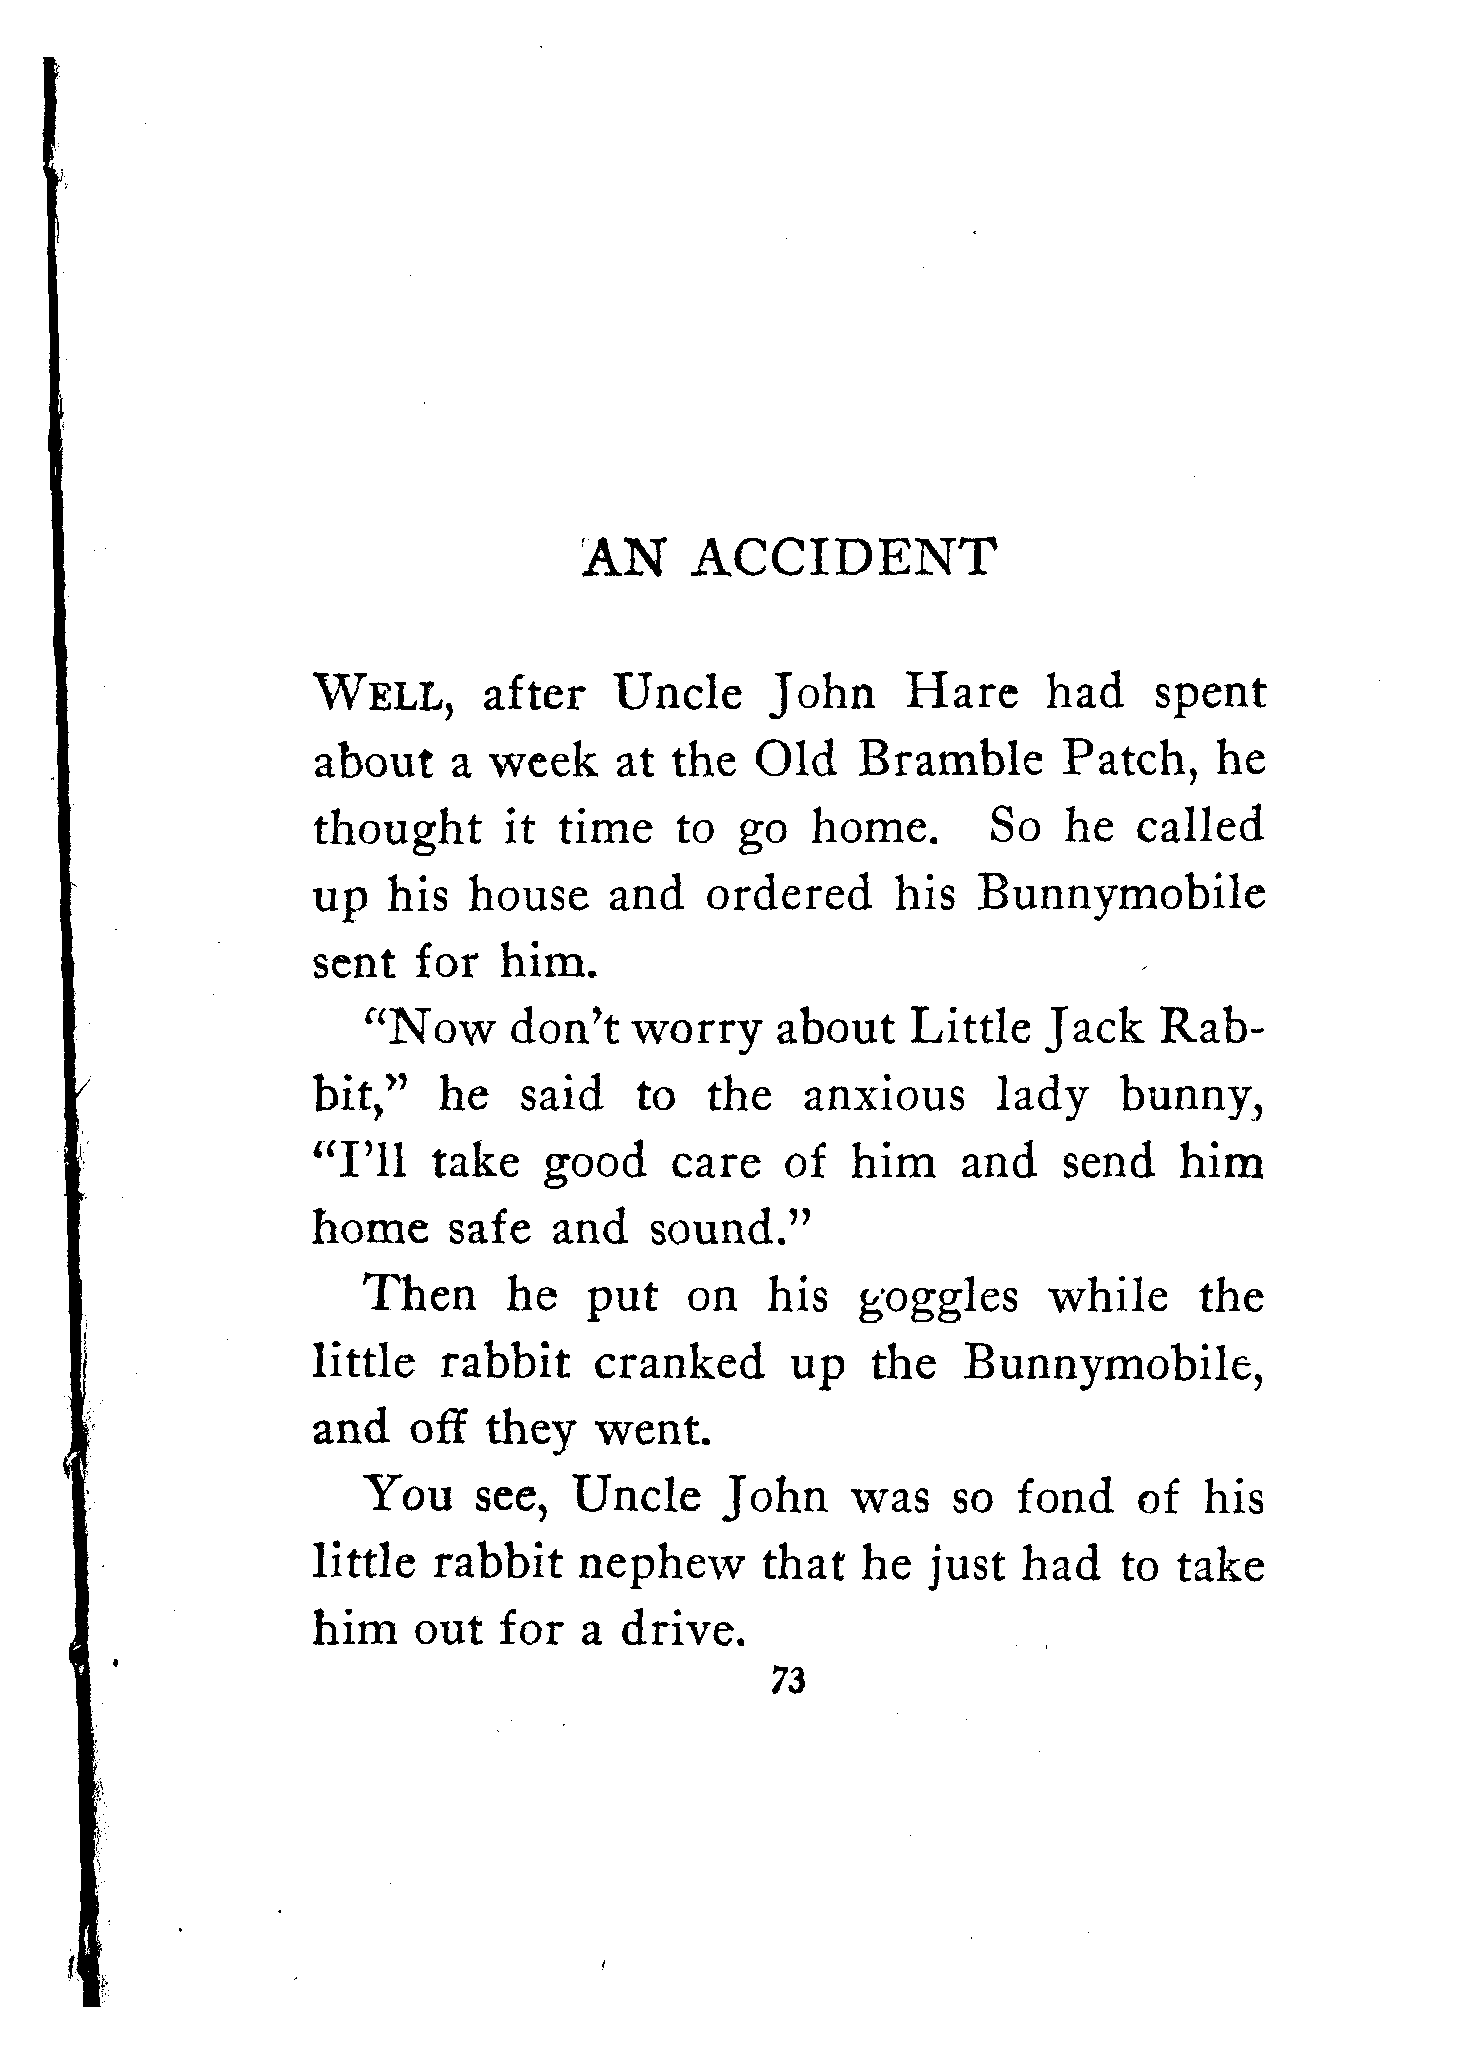 AN ACCIDENT
WELL, after Uncle John Hare had spent
about a week at the Old Bramble Patch, he
thought it time to go home. So he called
up his house and ordered his Bunnymobile
sent for him.
"Now don't worry about Little Jack Rab-
bit," he said to the anxious lady bunny,
"I'll take good care of him and send him
home safe and sound."
Then he put on his goggles while the
little rabbit cranked up the Bunnymobile,
and off they went.
You see, Uncle John was so fond of his
little rabbit nephew that he just had to take
him out for a drive.
73